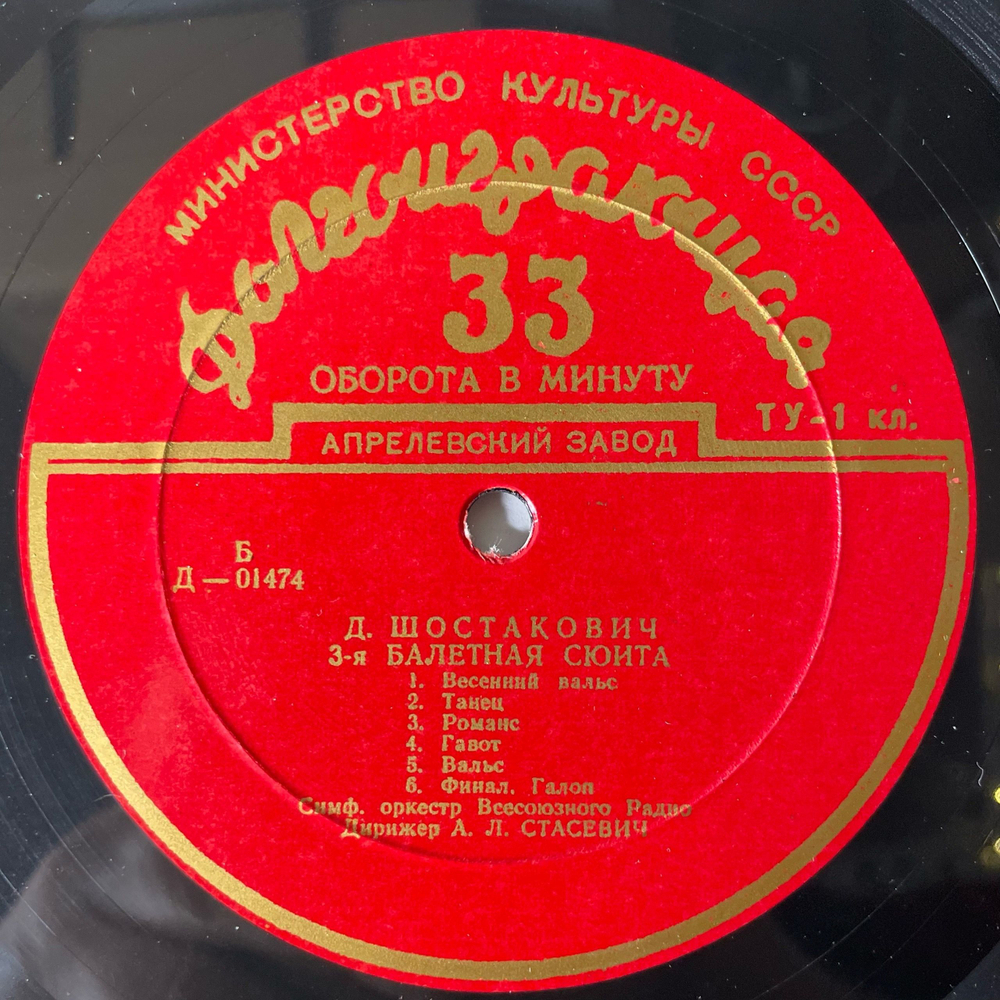 МИНИСТЕРСТВО КУЛЬТУРЫ СССР
Долгоиграющая
33
ОБОРОТА В МИНУТУ
ТУ-1 кл.
АПРЕЛЕВСКИЙ ЗАВОД
Б
Д—01474
Д. ШОСТАКОВИЧ
3-я БАЛЕТНАЯ СЮИТА
1. Весенний вальс
2. Танец
3. Романс
4. Гавот
5. Вальс
6. Финал. Галоп
Симф. оркестр Всесоюзного Радио
Дирижер А. Л. СТАСЕВИЧ